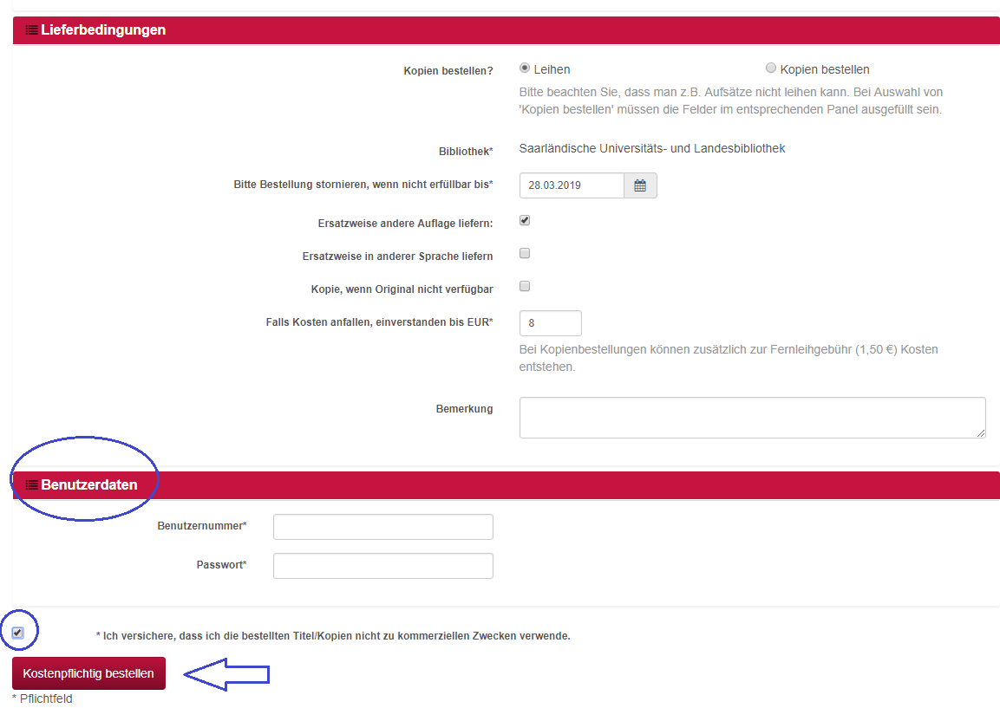 Lieferbedingungen
Kopien bestellen? Leihen Kopien bestellen
Bitte beachten Sie, dass man z.B. Aufsätze nicht leihen kann. Bei Auswahl von
'Kopien bestellen' müssen die Felder im entsprechenden Panel ausgefüllt sein.
Bibliothek* Saarländische Universitäts- und Landesbibliothek
Bitte Bestellung stornieren, wenn nicht erfüllbar bis* 28.03.2019
Ersatzweise andere Auflage liefern:
Ersatzweise in anderer Sprache liefern
Kopie, wenn Original nicht verfügbar
Falls Kosten anfallen, einverstanden bis EUR* 8
Bei Kopienbestellungen können zusätzlich zur Fernleihgebühr (1,50 €) Kosten
entstehen.
Bemerkung
Benutzerdaten
Benutzernummer*
Passwort*
* Ich versichere, dass ich die bestellten Titel/Kopien nicht zu kommerziellen Zwecken verwende.
Kostenpflichtig bestellen
* Pflichtfeld